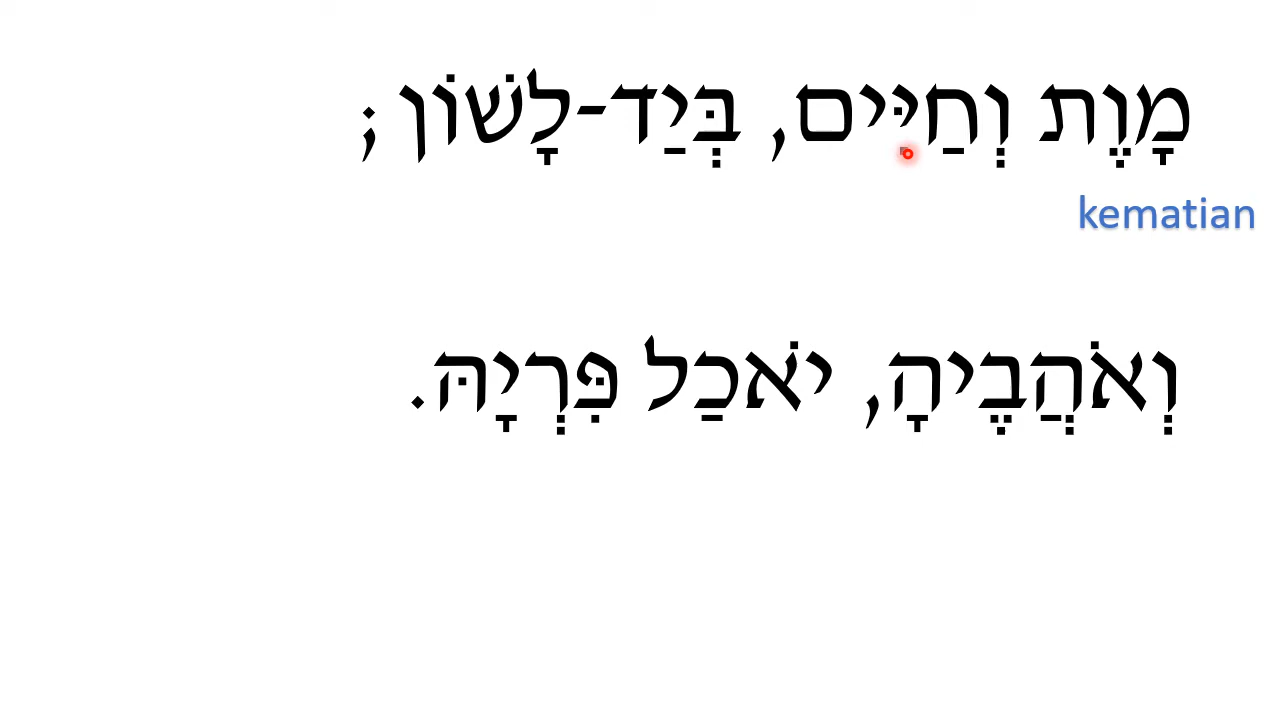 מָוֶת וְחַיִּים, בְּיַד-לָשׁוֹן ;
kematian
וְאֹהֲבֶיהָ, יֹאכַל פִּרְיָהּ.